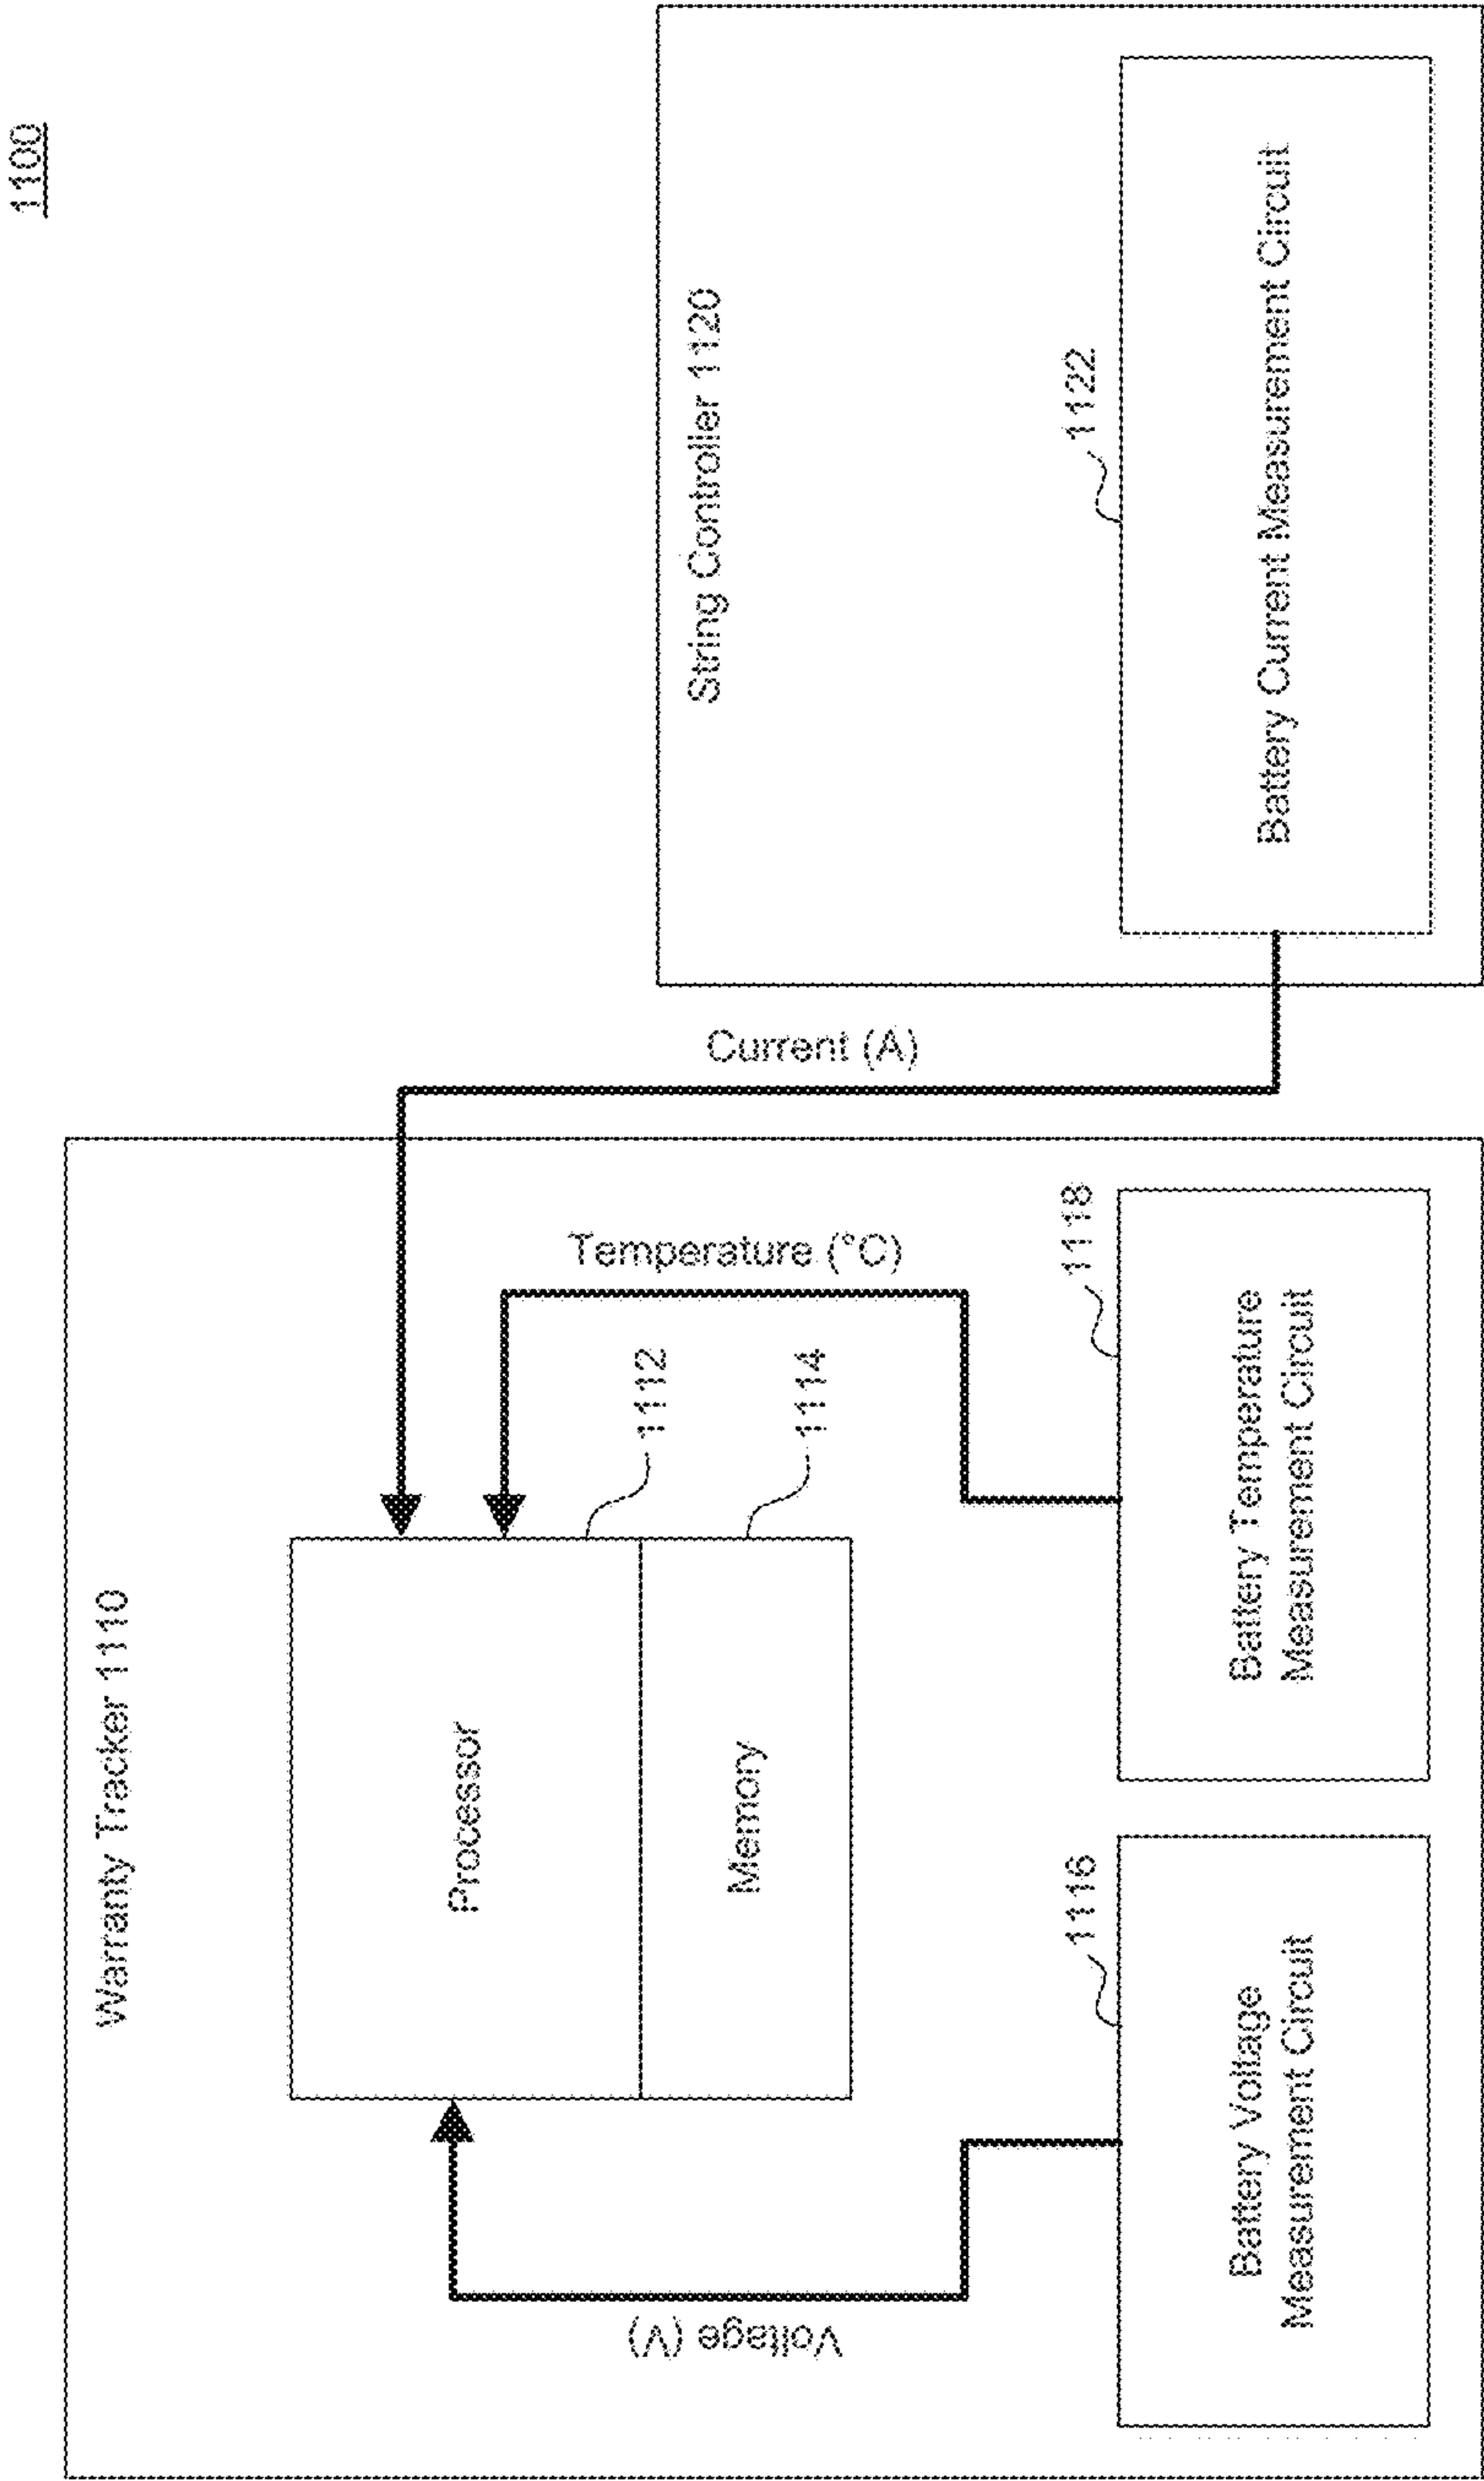 1100
Warranty Tracker 1110
Processor
1112
Memory
1114
Voltage (V)
Temperature (°C)
Current (A)
1116
Battery Voltage
Measurement Circuit
1118
Battery Temperature
Measurement Circuit
String Controller 1120
1122
Battery Current Measurement Circuit